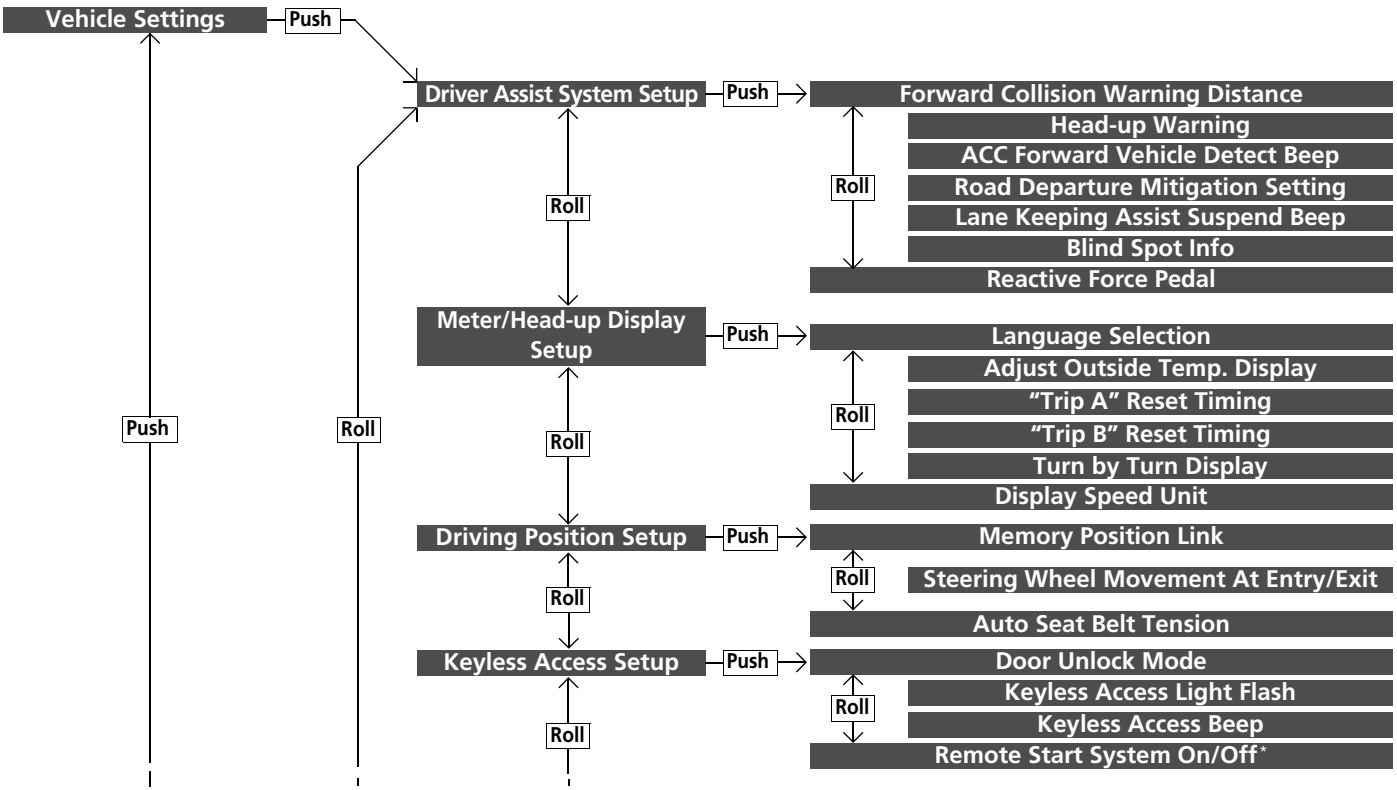 Vehicle Settings
Push
Driver Assist System Setup
Push
Forward Collision Warning Distance
Head-up Warning
ACC Forward Vehicle Detect Beep
Roll
Road Departure Mitigation Setting
Roll
Lane Keeping Assist Suspend Beep
Blind Spot Info
Reactive Force Pedal
Meter/Head-up Display
Setup
Push
Language Selection
Adjust Outside Temp. Display
“Trip A” Reset Timing
Push
Roll
Roll
Roll
“Trip B” Reset Timing
Turn by Turn Display
Display Speed Unit
Driving Position Setup
Push
Memory Position Link
Roll
Roll
Steering Wheel Movement At Entry/Exit
Auto Seat Belt Tension
Keyless Access Setup
Push
Door Unlock Mode
Keyless Access Light Flash
Roll
Roll
Keyless Access Beep
Remote Start System On/Off*